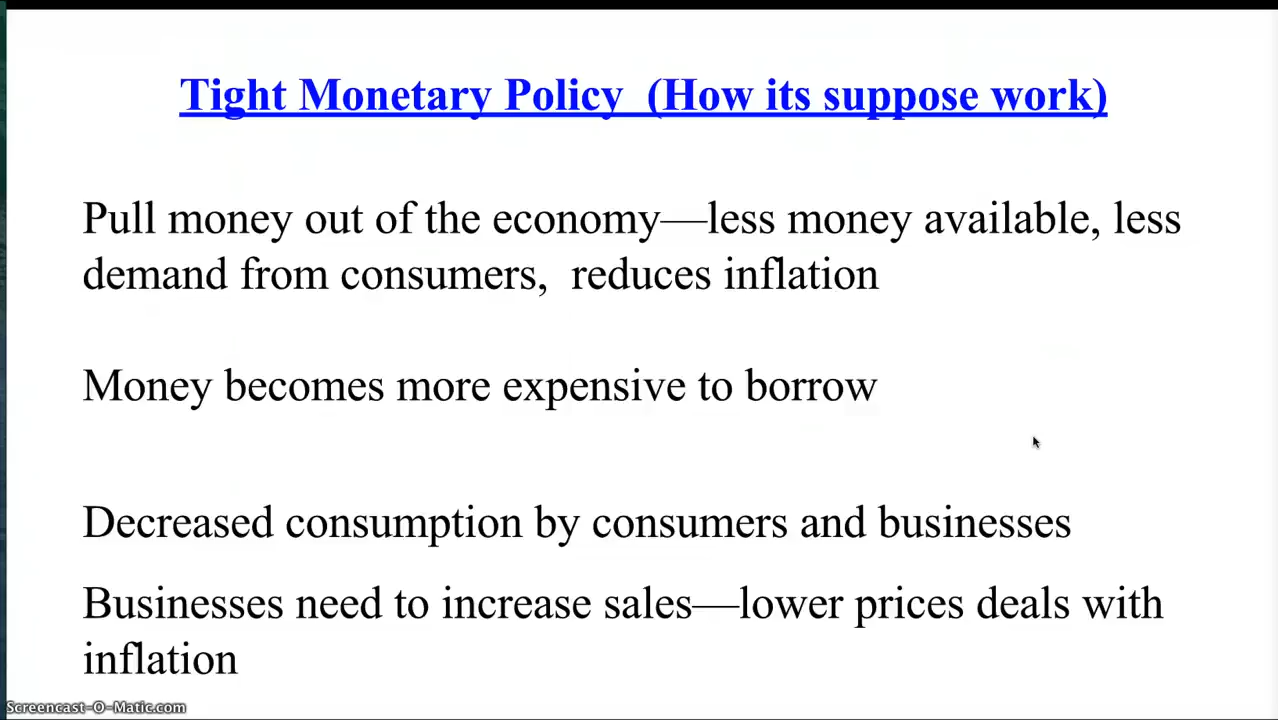 Tight Monetary Policy  (How its suppose work)
Pull money out of the economy—less money available, less
demand from consumers,  reduces inflation
Money becomes more expensive to borrow
Decreased consumption by consumers and businesses
Businesses need to increase sales—lower prices deals with
inflation
Screencast-O-Matic.com